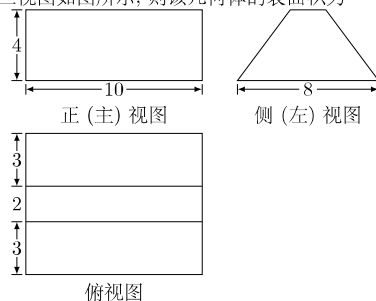 三视图如图所示, 则该几何体的表面积为
4
10
8
正 (主) 视图
侧 (左) 视图
3
2
3
俯视图